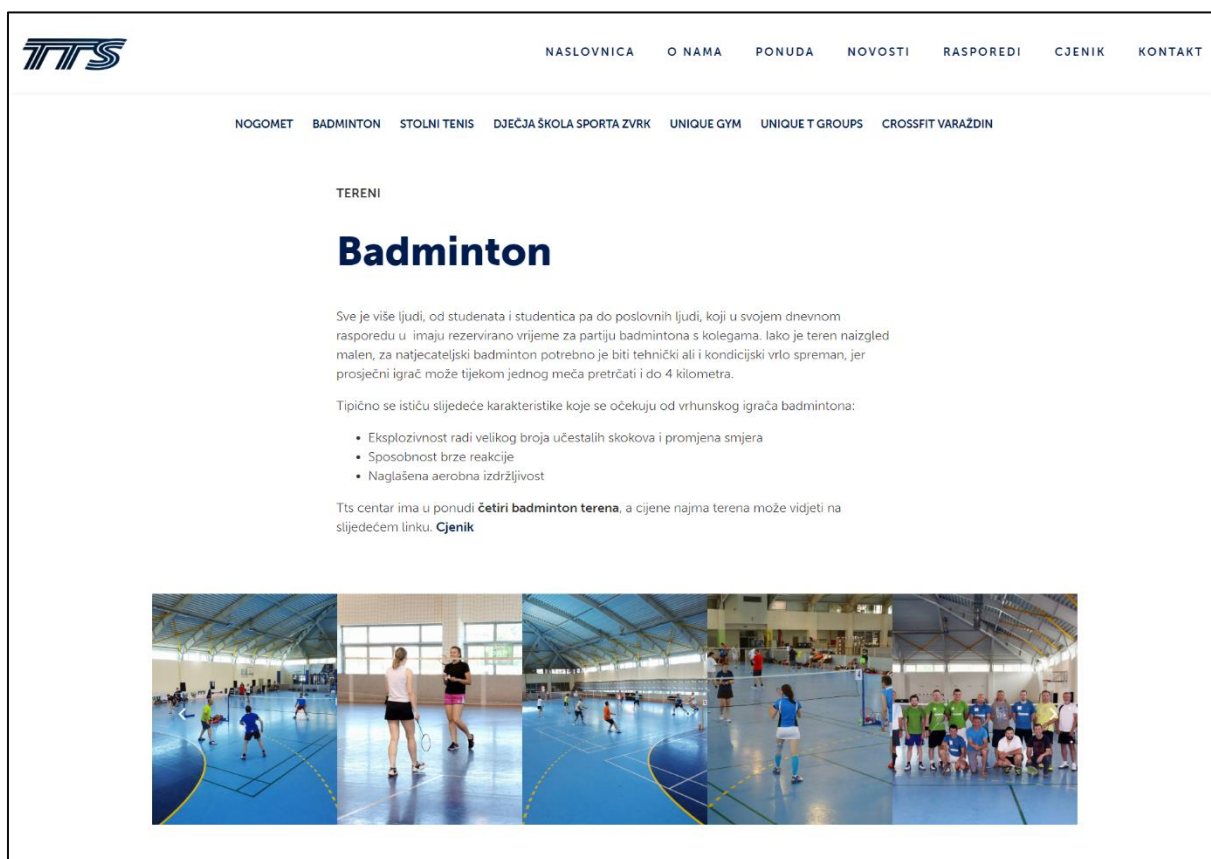 TTS
NASLOVNICA O NAMA PONUDA NOVOSTI RASPOREDI CJENIK KONTAKT
NOGOMET BADMINTON STOLNI TENIS DJEČJA ŠKOLA SPORTA ZVRK UNIQUE GYM UNIQUE T GROUPS CROSSFIT VARAŽDIN
TERENI
Badminton
Sve je više ljudi, od studenata i studentica pa do poslovnih ljudi, koji u svojem dnevnom
rasporedu u imaju rezervirano vrijeme za partiju badmintona s kolegama. Iako je teren naizgled
malen, za natjecateljski badminton potrebno je biti tehnički ali i kondicijski vrlo spreman, jer
prosječni igrač može tijekom jednog meča pretrčati i do 4 kilometra.
Tipično se ističu slijedeće karakteristike koje se očekuju od vrhunskog igrača badmintona:
• Eksplozivnost radi velikog broja učestalih skokova i promjena smjera
• Sposobnost brze reakcije
• Naglašena aerobna izdržljivost
Tts centar ima u ponudi četiri badminton terena, a cijene najma terena može vidjeti na
slijedećem linku. Cjenik